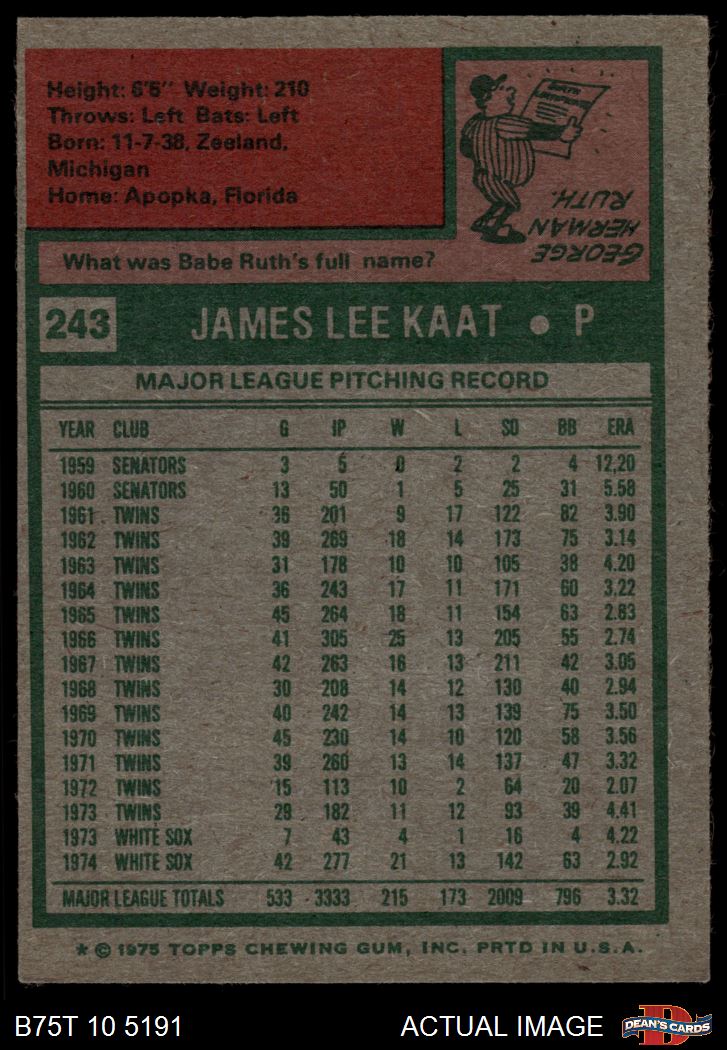 Height: 6'5" Weight: 210
Throws: Left Bats: Left
Born: 11-7-38, Zeeland,
Michigan
Home: Apopka, Florida
What was Babe Ruth's full name?
GEORGE
HERMAN
RUTH.
243 JAMES LEE KAAT ● P
MAJOR LEAGUE PITCHING RECORD
YEAR CLUB G IP W L SO BB ERA
1959 SENATORS 3 5 0 2 2 4 12,20
1960 SENATORS 13 50 1 5 25 31 5.58
1961 TWINS 36 201 9 17 122 82 3.90
1962 TWINS 39 269 18 14 173 75 3.14
1963 TWINS 31 178 10 10 105 38 4.20
1964 TWINS 36 243 17 11 171 60 3.22
1965 TWINS 45 264 18 11 154 63 2.83
1966 TWINS 41 305 25 13 205 55 2.74
1967 TWINS 42 263 16 13 211 42 3.05
1968 TWINS 30 208 14 12 130 40 2.94
1969 TWINS 40 242 14 13 139 75 3.50
1970 TWINS 45 230 14 10 120 58 3.56
1971 TWINS 39 260 13 14 137 47 3.32
1972 TWINS 15 113 10 2 64 20 2.07
1973 TWINS 29 182 11 12 93 39 4.41
1973 WHITE SOX 7 43 4 1 16 4 4.22
1974 WHITE SOX 42 277 21 13 142 63 2.92
MAJOR LEAGUE TOTALS 533 3333 215 173 2009 796 3.32
* © 1975 TOPPS CHEWING GUM, INC. PRTD IN U.S.A.
B75T 10 5191 ACTUAL IMAGE
D
DEAN'S CARDS